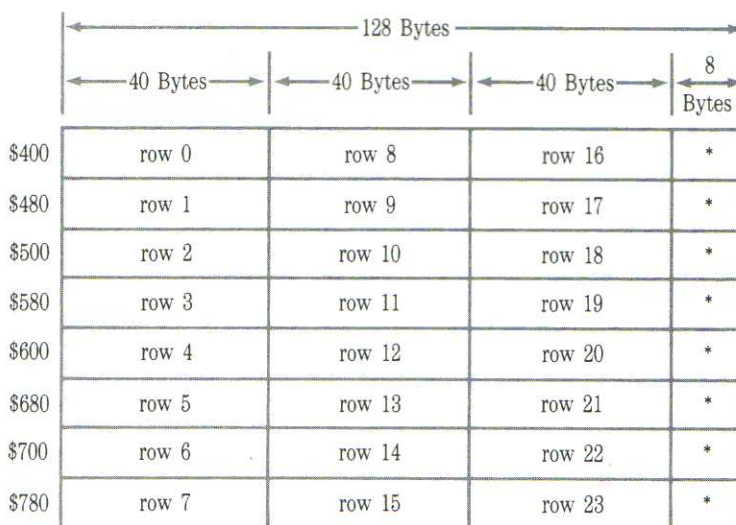 128 Bytes
40 Bytes 40 Bytes 40 Bytes 8 Bytes
$400 row 0 row 8 row 16 *
$480 row 1 row 9 row 17 *
$500 row 2 row 10 row 18 *
$580 row 3 row 11 row 19 *
$600 row 4 row 12 row 20 *
$680 row 5 row 13 row 21 *
$700 row 6 row 14 row 22 *
$780 row 7 row 15 row 23 *